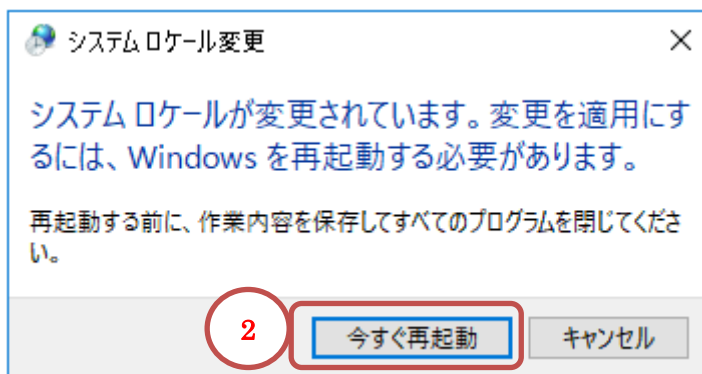 システム ロケール変更
システム ロケールが変更されています。変更を適用にす
るには、Windows を再起動する必要があります。
再起動する前に、作業内容を保存してすべてのプログラムを閉じてくださ
い。
2
今すぐ再起動
キャンセル